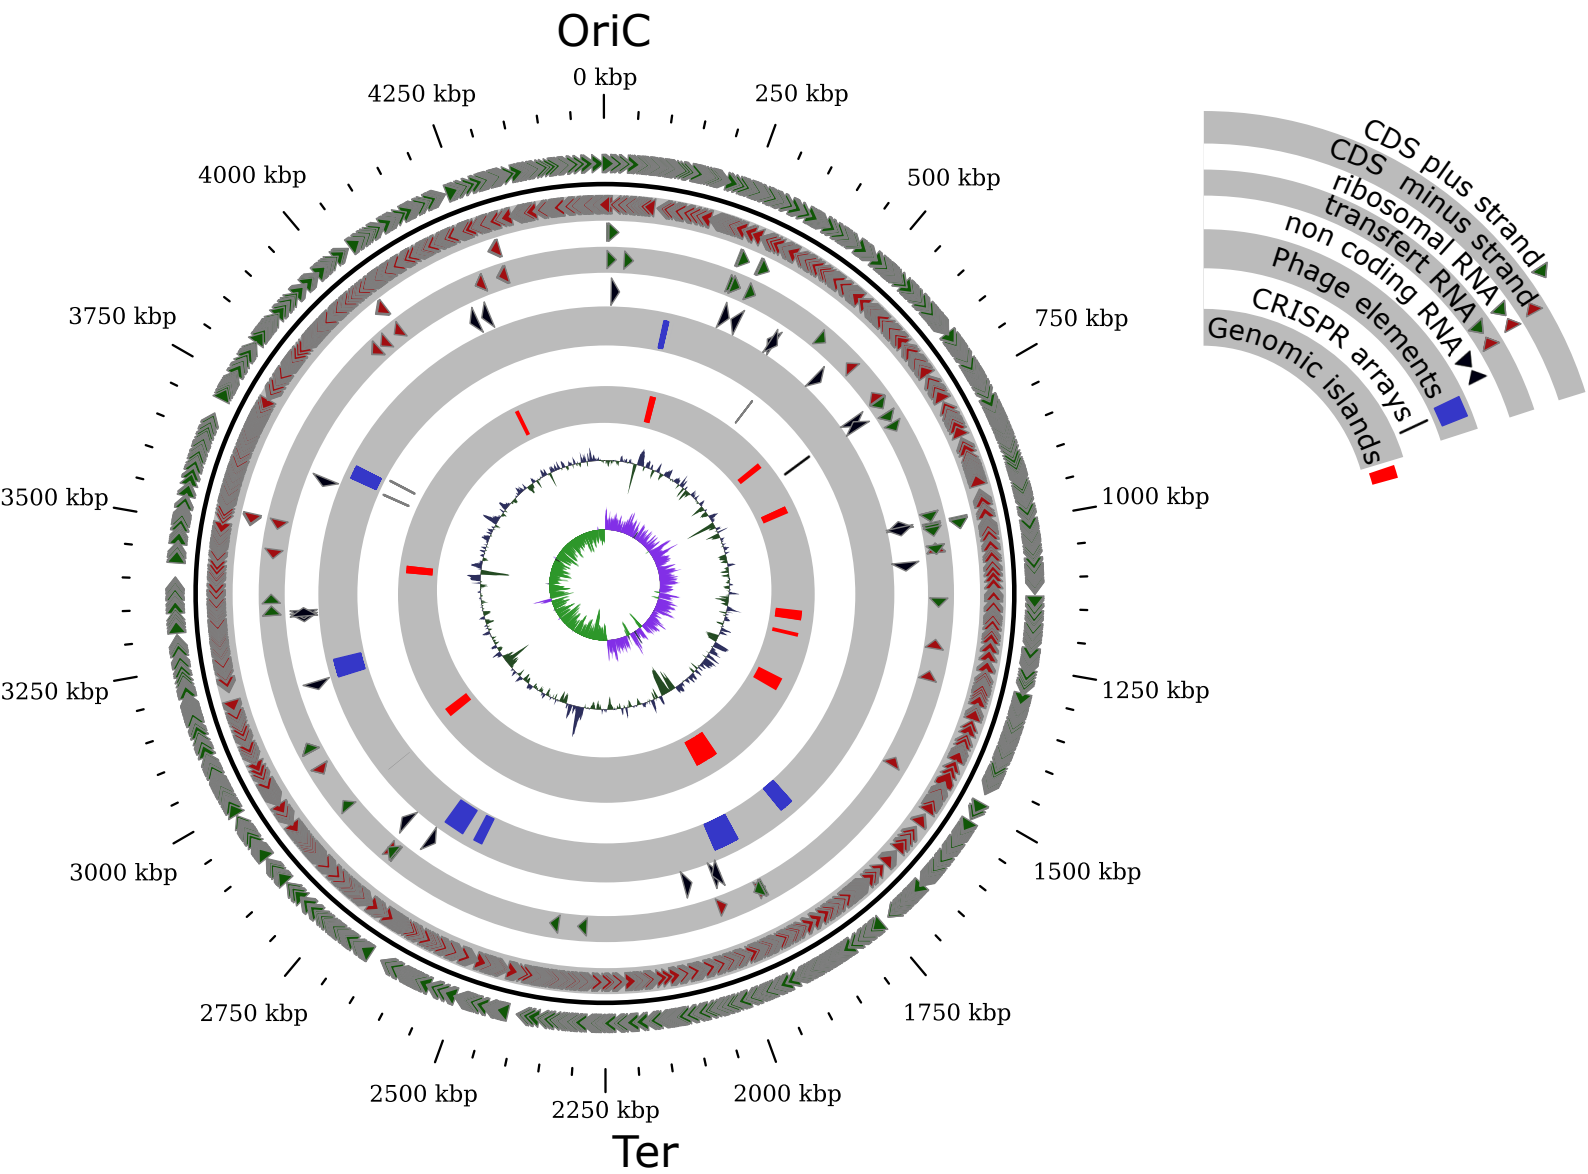 OriC
0 kbp
250 kbp
500 kbp
750 kbp
1000 kbp
1250 kbp
1500 kbp
1750 kbp
2000 kbp
2250 kbp
Ter
2500 kbp
2750 kbp
3000 kbp
3250 kbp
3500 kbp
3750 kbp
4000 kbp
4250 kbp
CDS plus strand
CDS minus strand
ribosomal RNA
transfert RNA
non coding RNA
Phage elements
CRISPR arrays
Genomic islands